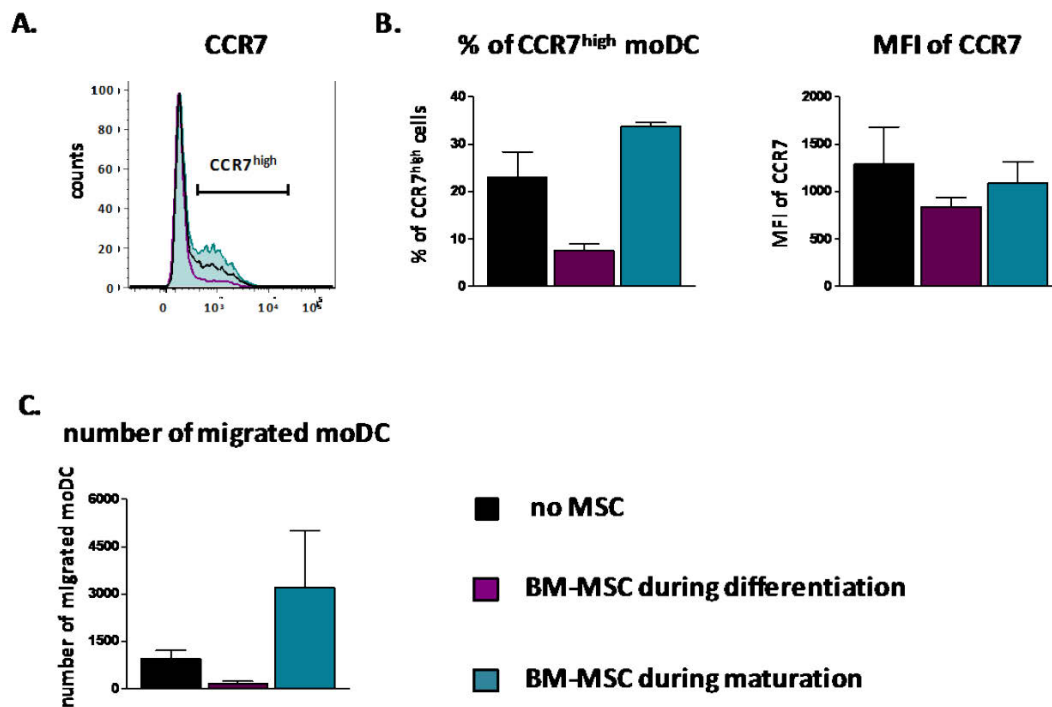 A.
CCR7
counts
100
80
60
40
20
0
CCR7high
0
10³
10⁴
10⁵
B.
% of CCR7high moDC
% of CCR7high cells
40
30
20
10
0
MFI of CCR7
MFI of CCR7
2000
1500
1000
500
0
C.
number of migrated moDC
number of migrated moDC
6000
4500
3000
1500
0
no MSC
BM-MSC during differentiation
BM-MSC during maturation